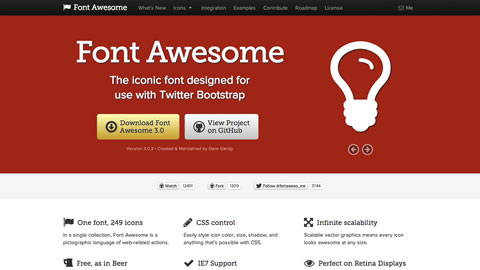 Font Awesome What's New Icons Integration Examples Contribute Roadmap License Me
Font Awesome
The iconic font designed for
use with Twitter Bootstrap
Download Font
Awesome 3.0
View Project
on GitHub
Version 3.0.2 • Created & Maintained by Dave Gandy
Watch 12451 Fork 1309 Follow @fontawesome 3744
One font, 249 icons
In a single collection, Font Awesome is a
pictographic language of web-related actions.
CSS control
Easily style icon color, size, shadow, and
anything that's possible with CSS.
Infinite scalability
Scalable vector graphics means every icon
looks awesome at any size.
Free, as in Beer
IE7 Support
Perfect on Retina Displays